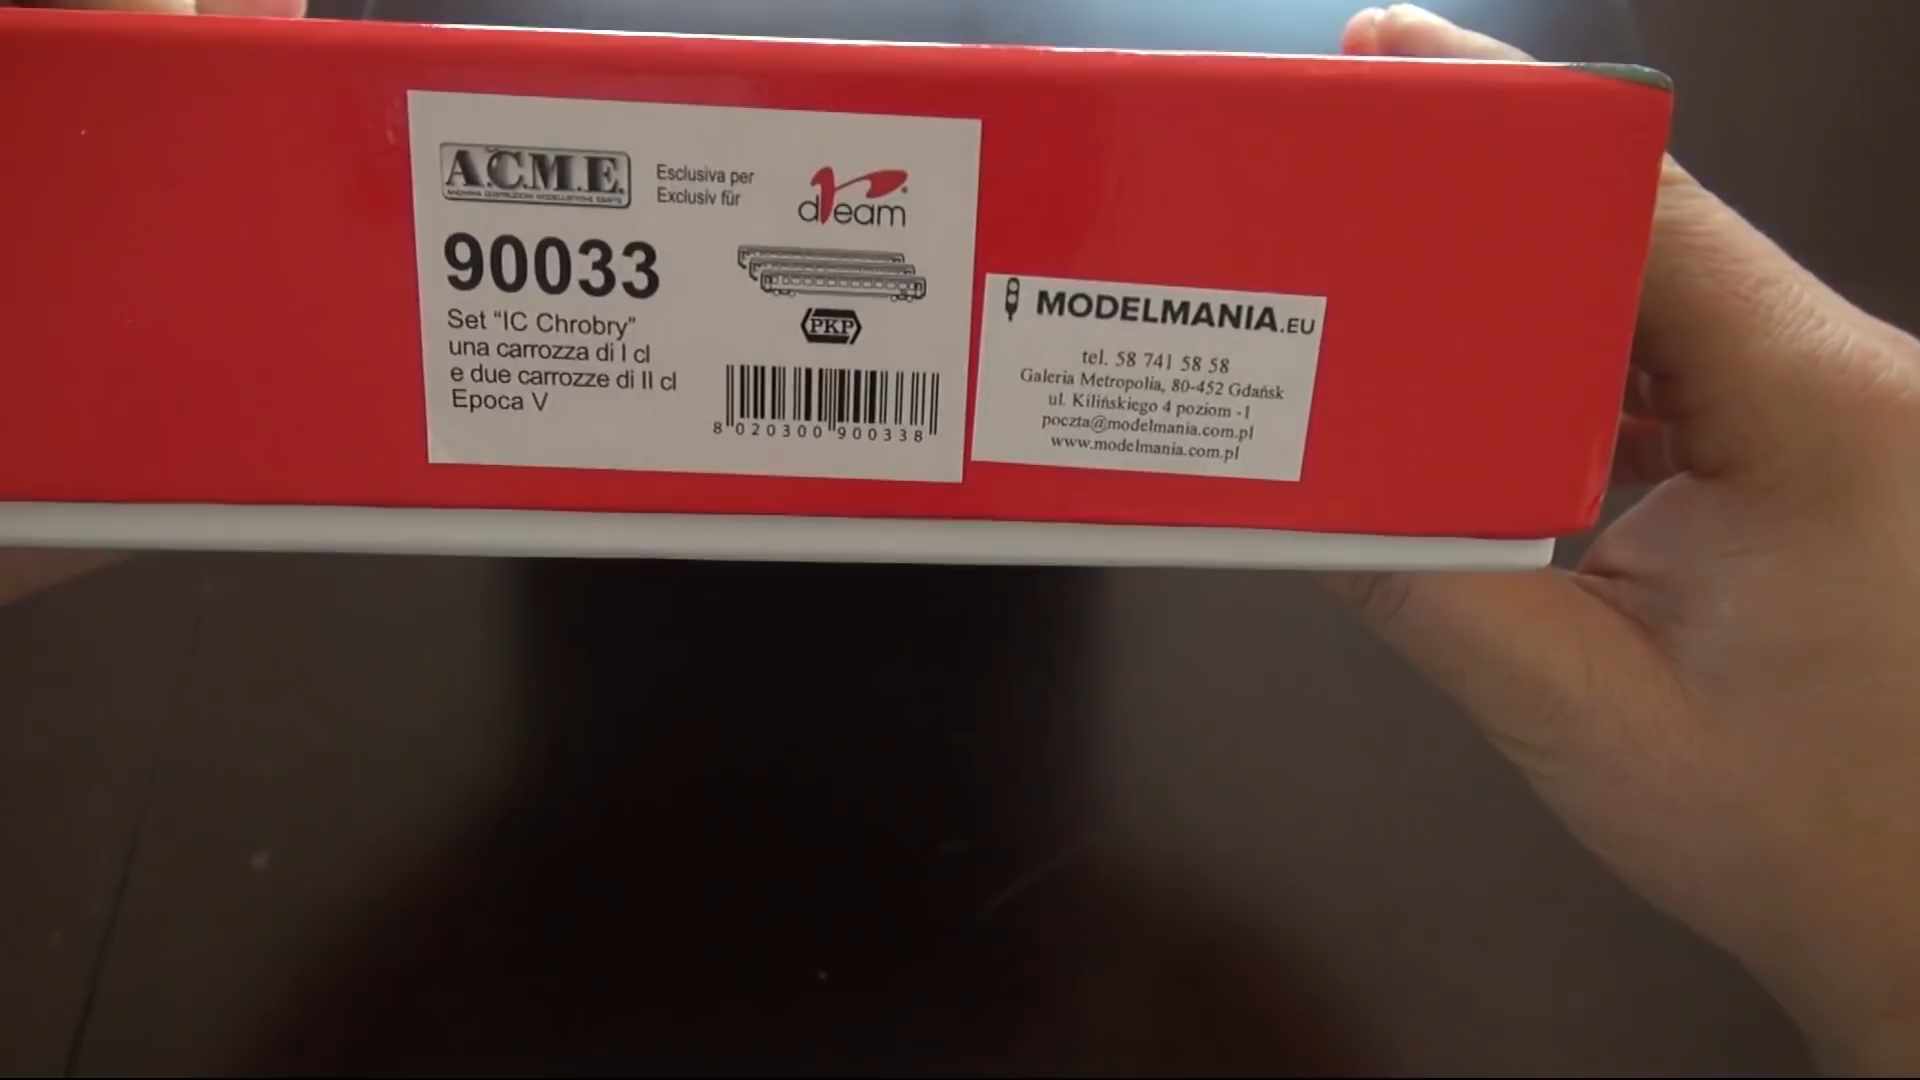 A.C.M.E.
Esclusiva per
Exclusiv für
dream
90033
Set “IC Chrobry”
una carrozza di I cl
e due carrozze di II cl
Epoca V
PKP
8 020300 900338
MODELMANIA.EU
tel. 58 741 58 58
Galeria Metropolia, 80-452 Gdańsk
ul. Kilińskiego 4 poziom -1
poczta@modelmania.com.pl
www.modelmania.com.pl